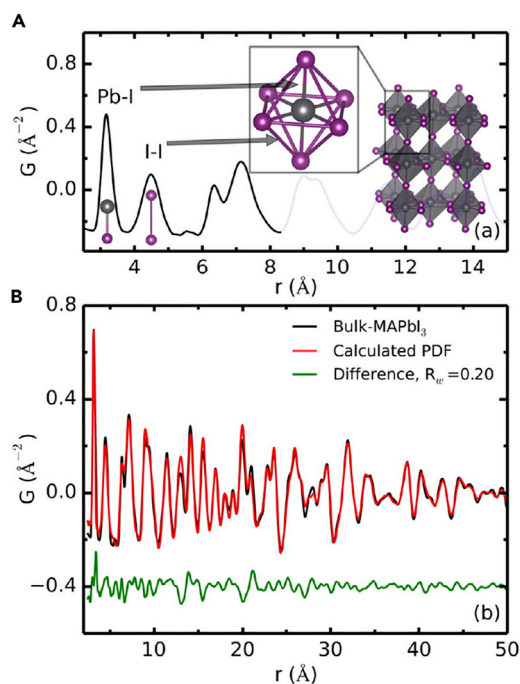 A
0.8
0.4
0.0
G (Å⁻²)
Pb-I
I-I
(a)
4 6 8 10 12 14
r (Å)
B
0.8
0.4
0.0
−0.4
G (Å⁻²)
Bulk-MAPbI₃
Calculated PDF
Difference, R_w=0.20
(b)
10 20 30 40 50
r (Å)